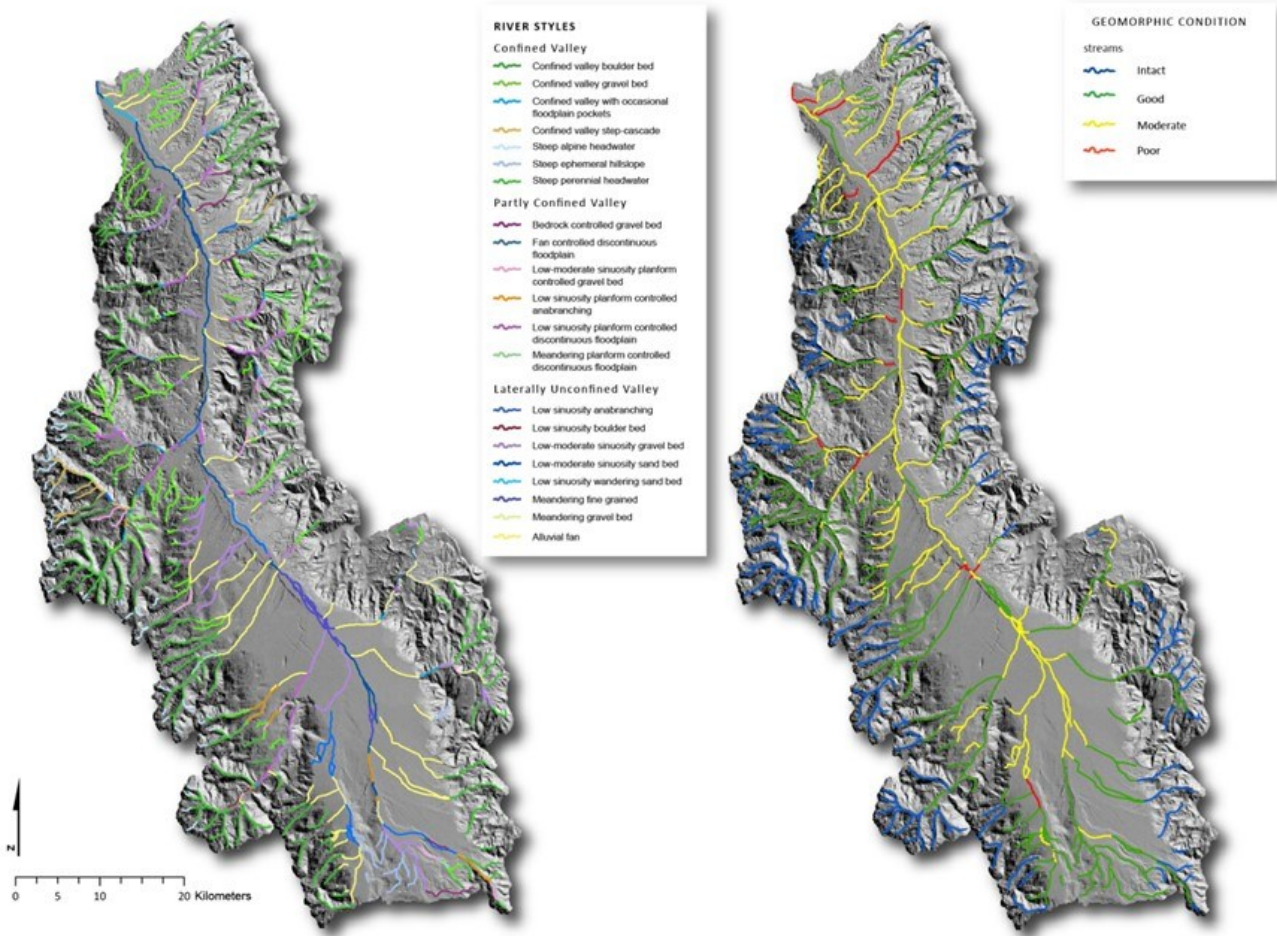 RIVER STYLES
Confined Valley
Confined valley boulder bed
Confined valley gravel bed
Confined valley with occasional
floodplain pockets
Confined valley step-cascade
Steep alpine headwater
Steep ephemeral hillslope
Steep perennial headwater
Partly Confined Valley
Bedrock controlled gravel bed
Fan controlled discontinuous
floodplain
Low-moderate sinuosity planform
controlled gravel bed
Low sinuosity planform controlled
anabranching
Low sinuosity planform controlled
discontinuous floodplain
Meandering planform controlled
discontinuous floodplain
Laterally Unconfined Valley
Low sinuosity anabranching
Low sinuosity boulder bed
Low-moderate sinuosity gravel bed
Low-moderate sinuosity sand bed
Low sinuosity wandering sand bed
Meandering fine grained
Meandering gravel bed
Alluvial fan
GEOMORPHIC CONDITION
streams
Intact
Good
Moderate
Poor
N
0 5 10 20 Kilometers